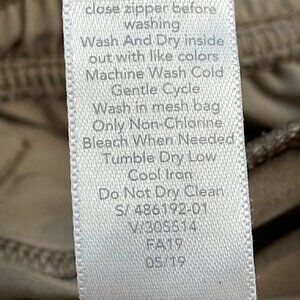 close zipper before
washing
Wash And Dry inside
out with like colors
Machine Wash Cold
Gentle Cycle
Wash in mesh bag
Only Non-Chlorine
Bleach When Needed
Tumble Dry Low
Cool Iron
Do Not Dry Clean
S/ 486192-01
V/305514
FA19
05/19